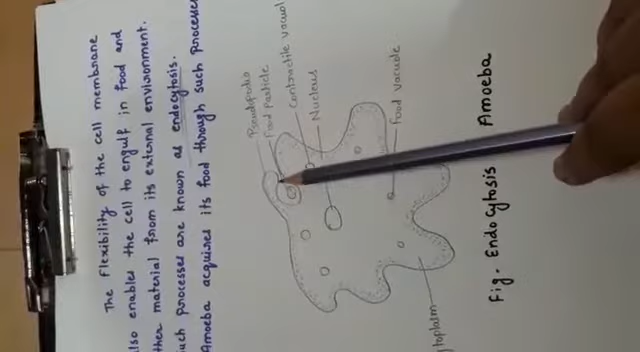 The flexibility of the cell membrane
also enables the cell to engulf in food and
other material from its external environment.
such processes are known as endocytosis.
Amoeba acquires its food through such processes
Pseudopodia
Food Particle
Contractile vacuol
Nucleus
Food vacuole
cytoplasm
Fig. Endocytosis Amoeba